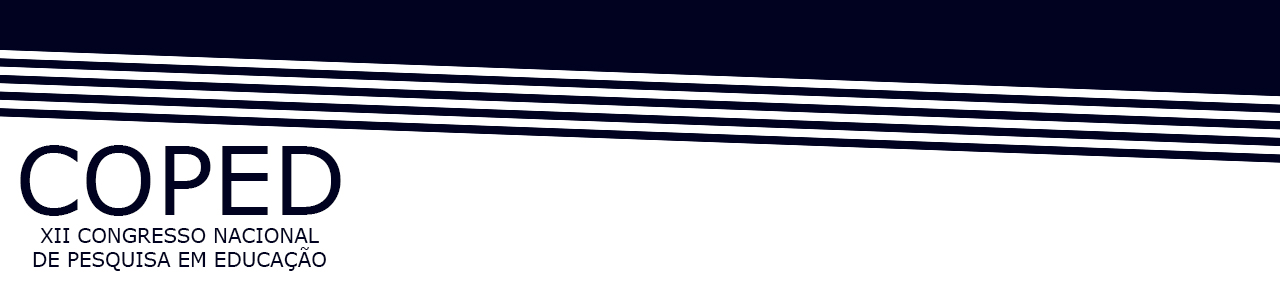 COPED
XII CONGRESSO NACIONAL
DE PESQUISA EM EDUCAÇÃO